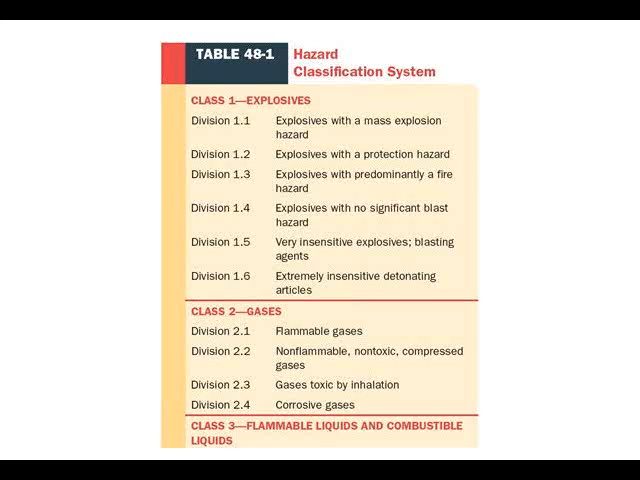 TABLE 48-1 Hazard
Classification System
CLASS 1—EXPLOSIVES
Division 1.1 Explosives with a mass explosion
hazard
Division 1.2 Explosives with a protection hazard
Division 1.3 Explosives with predominantly a fire
hazard
Division 1.4 Explosives with no significant blast
hazard
Division 1.5 Very insensitive explosives; blasting
agents
Division 1.6 Extremely insensitive detonating
articles
CLASS 2—GASES
Division 2.1 Flammable gases
Division 2.2 Nonflammable, nontoxic, compressed
gases
Division 2.3 Gases toxic by inhalation
Division 2.4 Corrosive gases
CLASS 3—FLAMMABLE LIQUIDS AND COMBUSTIBLE
LIQUIDS